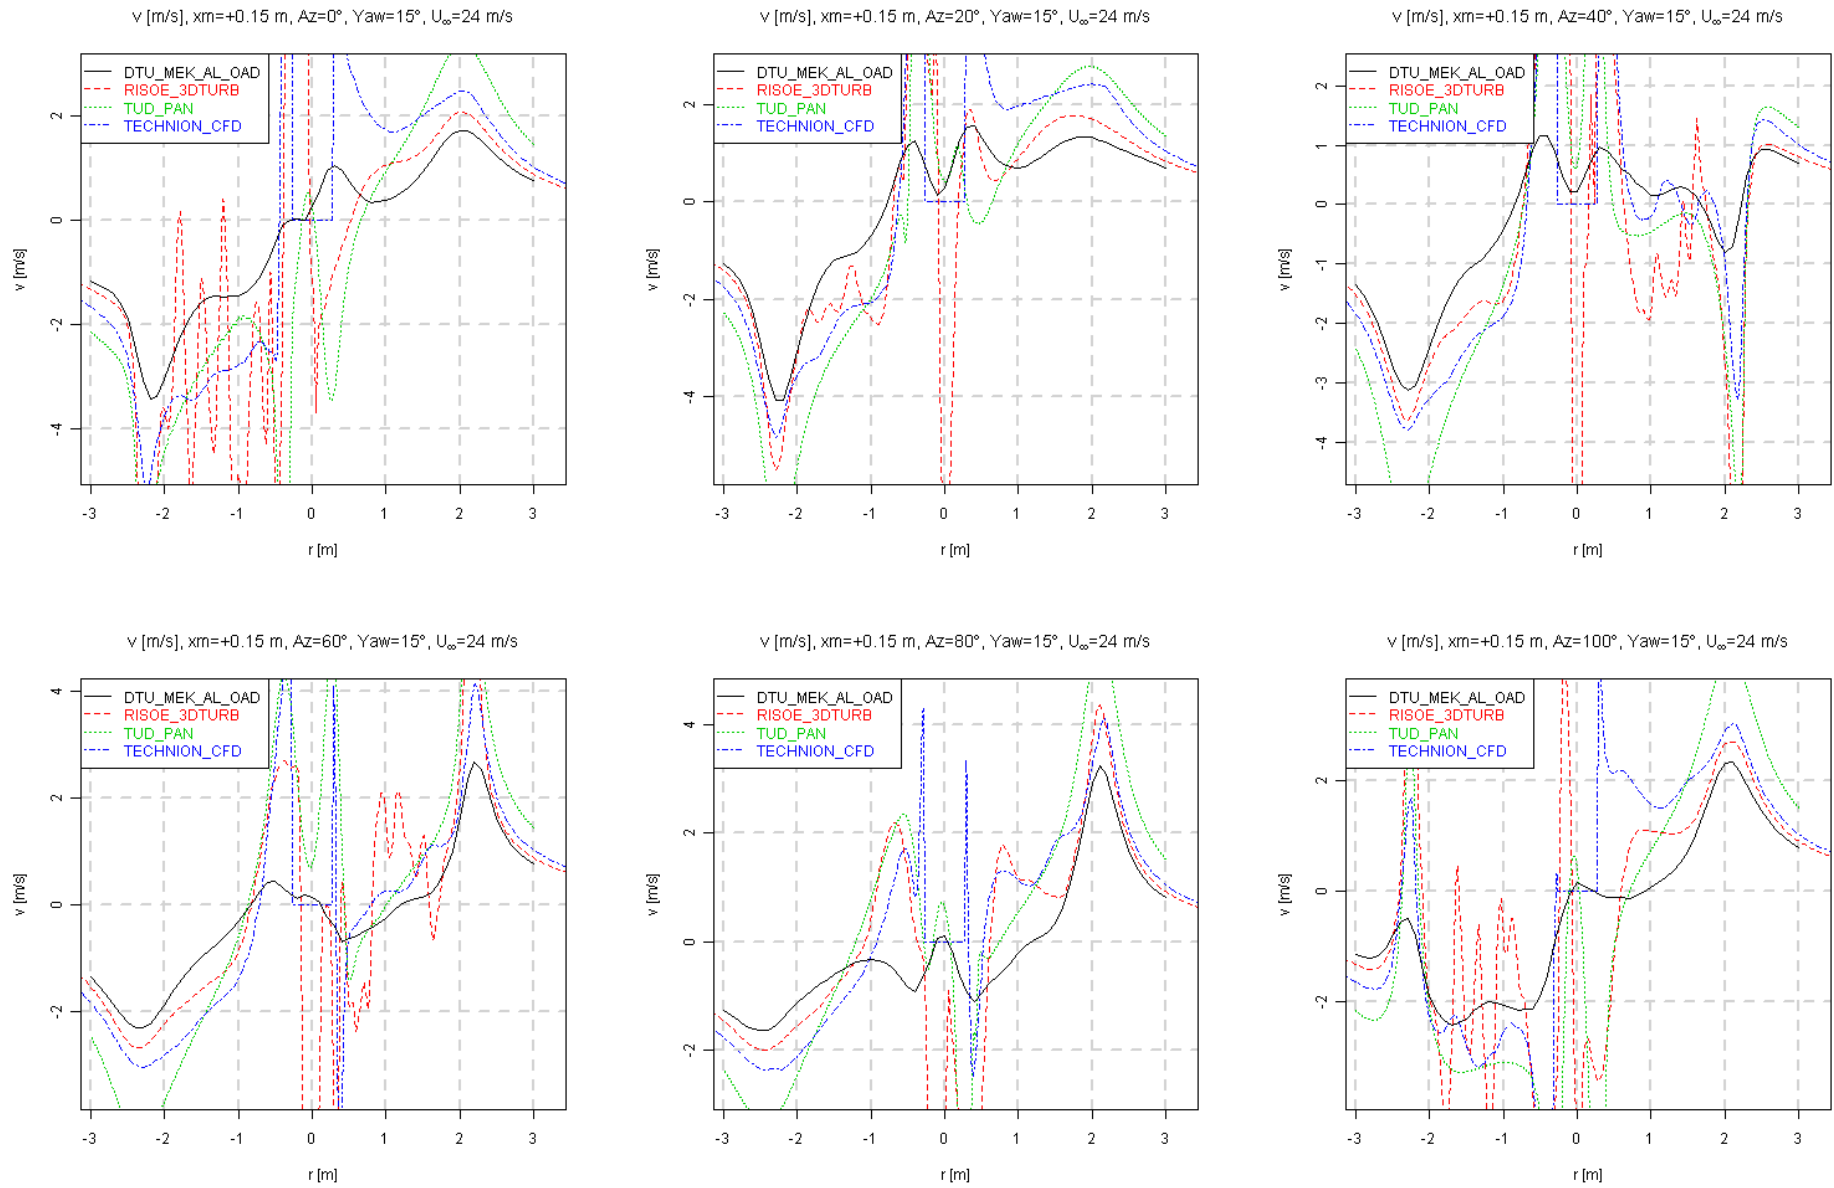 v [m/s], xm=+0.15 m, Az=0°, Yaw=15°, U∞=24 m/s
DTU_MEK_AL_OAD
RISOE_3DTURB
TUD_PAN
TECHNION_CFD
2
0
-2
-4
v [m/s]
-3 -2 -1 0 1 2 3
r [m]
v [m/s], xm=+0.15 m, Az=20°, Yaw=15°, U∞=24 m/s
DTU_MEK_AL_OAD
RISOE_3DTURB
TUD_PAN
TECHNION_CFD
2
0
-2
-4
v [m/s]
-3 -2 -1 0 1 2 3
r [m]
v [m/s], xm=+0.15 m, Az=40°, Yaw=15°, U∞=24 m/s
DTU_MEK_AL_OAD
RISOE_3DTURB
TUD_PAN
TECHNION_CFD
2
1
0
-1
-2
-3
-4
v [m/s]
-3 -2 -1 0 1 2 3
r [m]
v [m/s], xm=+0.15 m, Az=60°, Yaw=15°, U∞=24 m/s
DTU_MEK_AL_OAD
RISOE_3DTURB
TUD_PAN
TECHNION_CFD
4
2
0
-2
v [m/s]
-3 -2 -1 0 1 2 3
r [m]
v [m/s], xm=+0.15 m, Az=80°, Yaw=15°, U∞=24 m/s
DTU_MEK_AL_OAD
RISOE_3DTURB
TUD_PAN
TECHNION_CFD
4
2
0
-2
v [m/s]
-3 -2 -1 0 1 2 3
r [m]
v [m/s], xm=+0.15 m, Az=100°, Yaw=15°, U∞=24 m/s
DTU_MEK_AL_OAD
RISOE_3DTURB
TUD_PAN
TECHNION_CFD
2
0
-2
v [m/s]
-3 -2 -1 0 1 2 3
r [m]